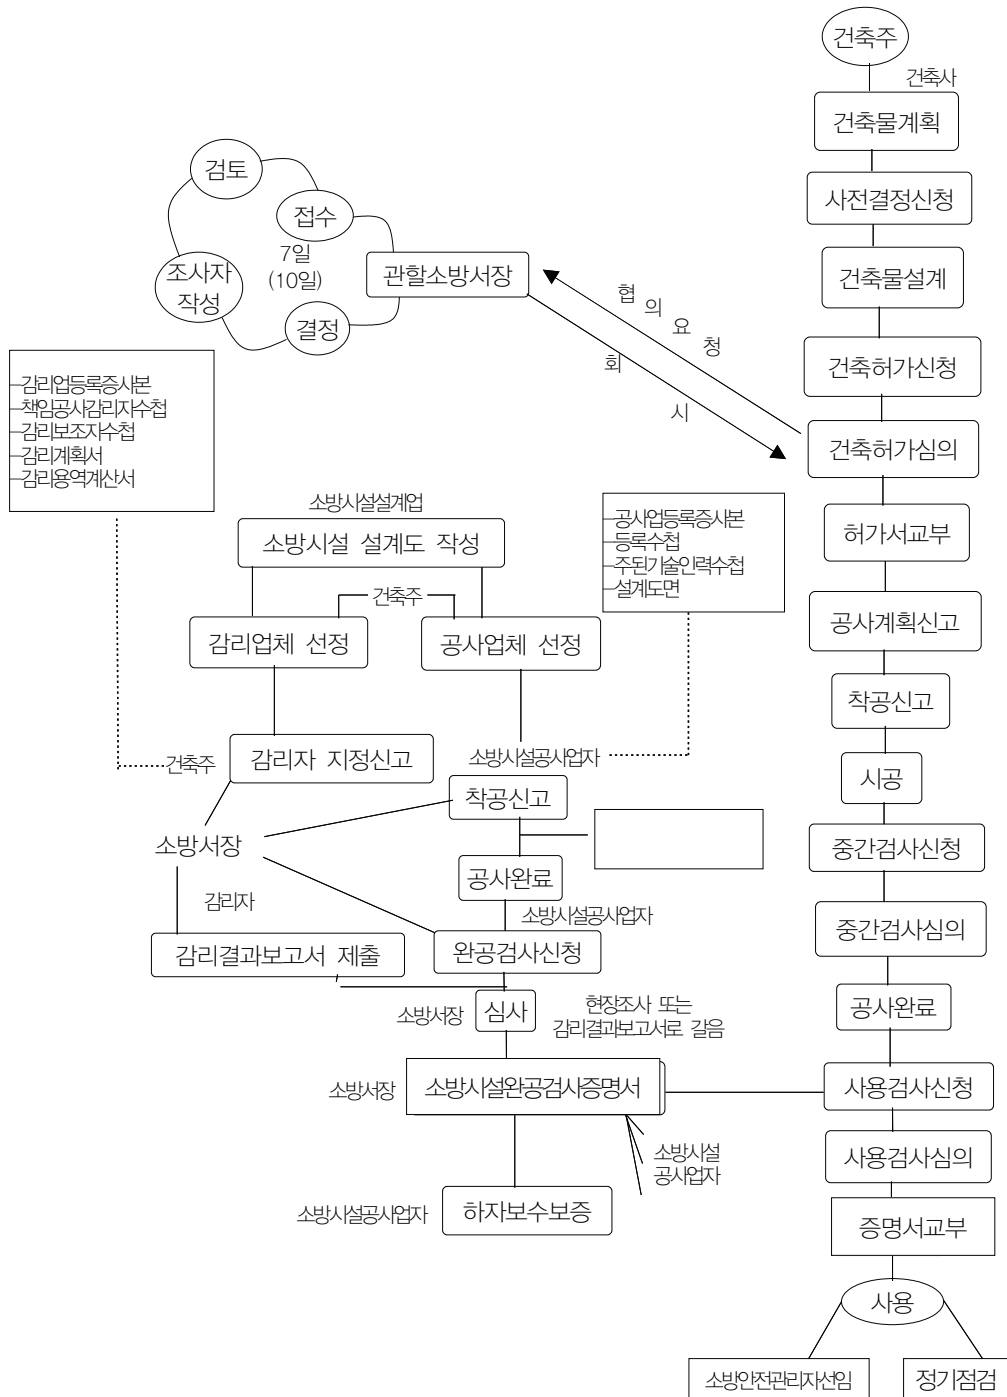 건축주
건축사
건축물계획
사전결정신청
건축물설계
건축허가신청
건축허가심의
허가서교부
공사계획신고
착공신고
시공
중간검사신청
중간검사심의
공사완료
사용검사신청
사용검사심의
증명서교부
사용
소방안전관리자선임
정기점검
협의요청
회시
관할소방서장
접수
검토
조사자
작성
결정
7일
(10일)
감리업등록증사본
책임공사감리자수첩
감리보조자수첩
감리계획서
감리용역계산서
소방시설설계업
소방시설 설계도 작성
건축주
감리업체 선정
공사업체 선정
공사업등록증사본
등록수첩
주된기술인력수첩
설계도면
건축주
감리자 지정신고
소방시설공사업자
착공신고
소방서장
공사완료
감리자
소방시설공사업자
감리결과보고서 제출
완공검사신청
소방서장
심사
현장조사 또는
감리결과보고서로 갈음
소방서장
소방시설완공검사증명서
소방시설
공사업자
소방시설공사업자
하자보수보증